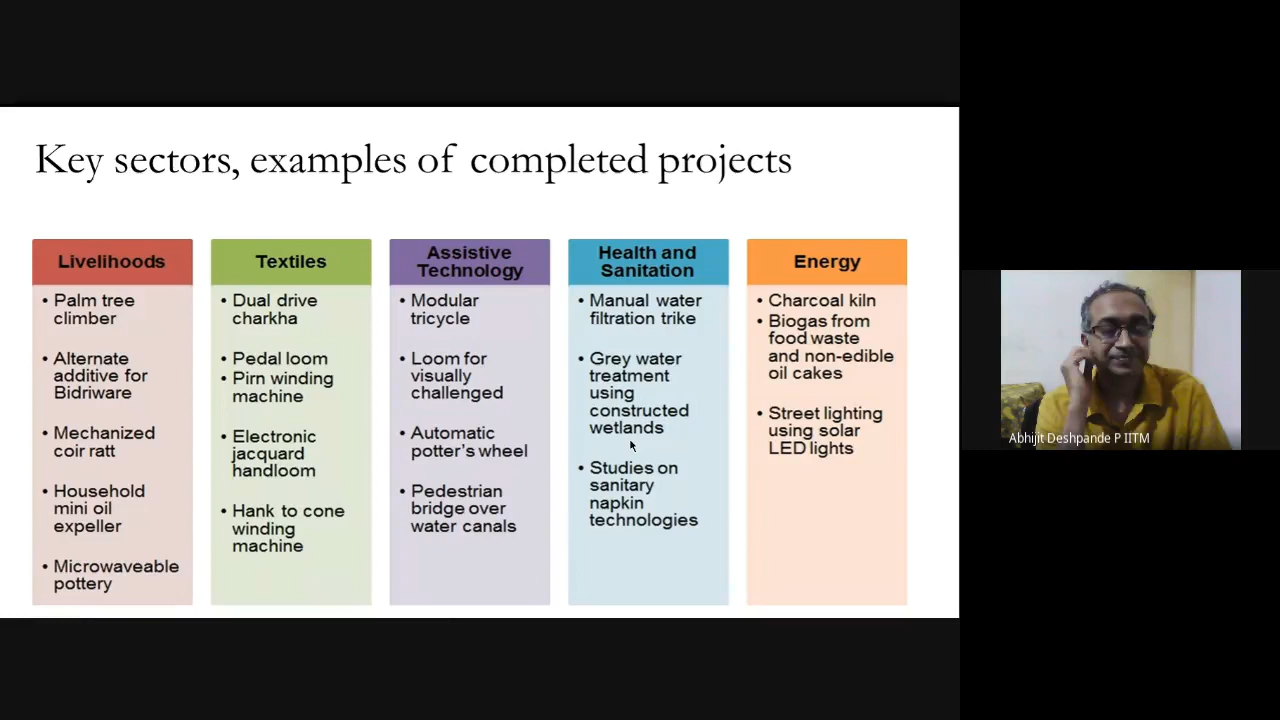 Key sectors, examples of completed projects
Livelihoods
• Palm tree
climber
• Alternate
additive for
Bidriware
• Mechanized
coir ratt
• Household
mini oil
expeller
• Microwaveable
pottery
Textiles
• Dual drive
charkha
• Pedal loom
• Pirn winding
machine
• Electronic
jacquard
handloom
• Hank to cone
winding
machine
Assistive
Technology
• Modular
tricycle
• Loom for
visually
challenged
• Automatic
potter's wheel
• Pedestrian
bridge over
water canals
Health and
Sanitation
• Manual water
filtration trike
• Grey water
treatment
using
constructed
wetlands
• Studies on
sanitary
napkin
technologies
Energy
• Charcoal kiln
• Biogas from
food waste
and non-edible
oil cakes
• Street lighting
using solar
LED lights
Abhijit Deshpande P IITM